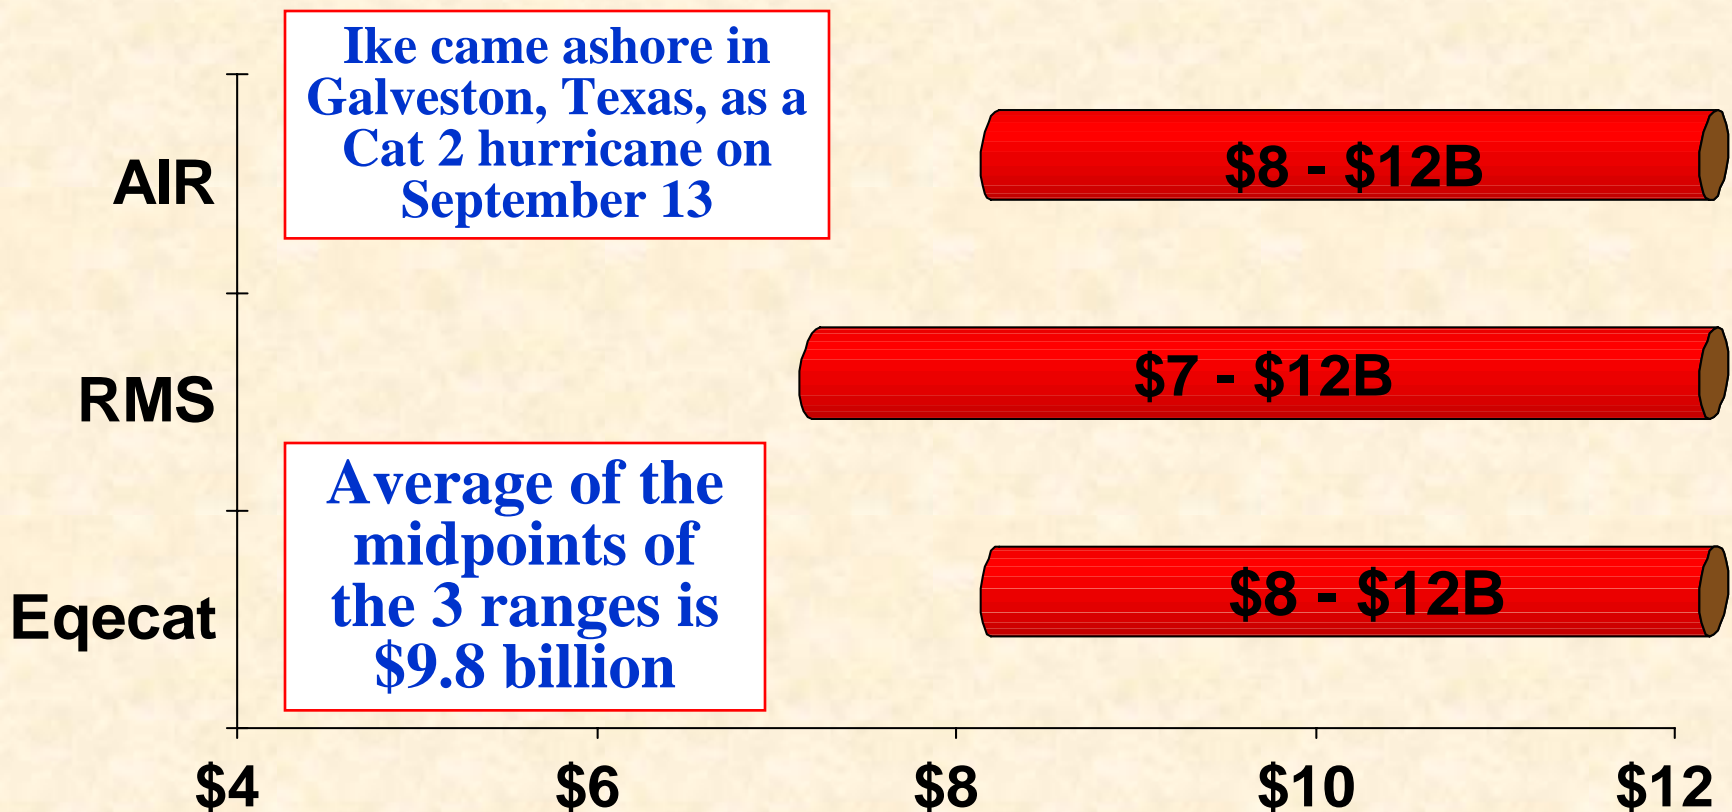 Ike came ashore in
Galveston, Texas, as a
Cat 2 hurricane on
September 13
AIR
$8 - $12B
RMS
$7 - $12B
Average of the
midpoints of
the 3 ranges is
$9.8 billion
Eqecat
$8 - $12B
$4 $6 $8 $10 $12